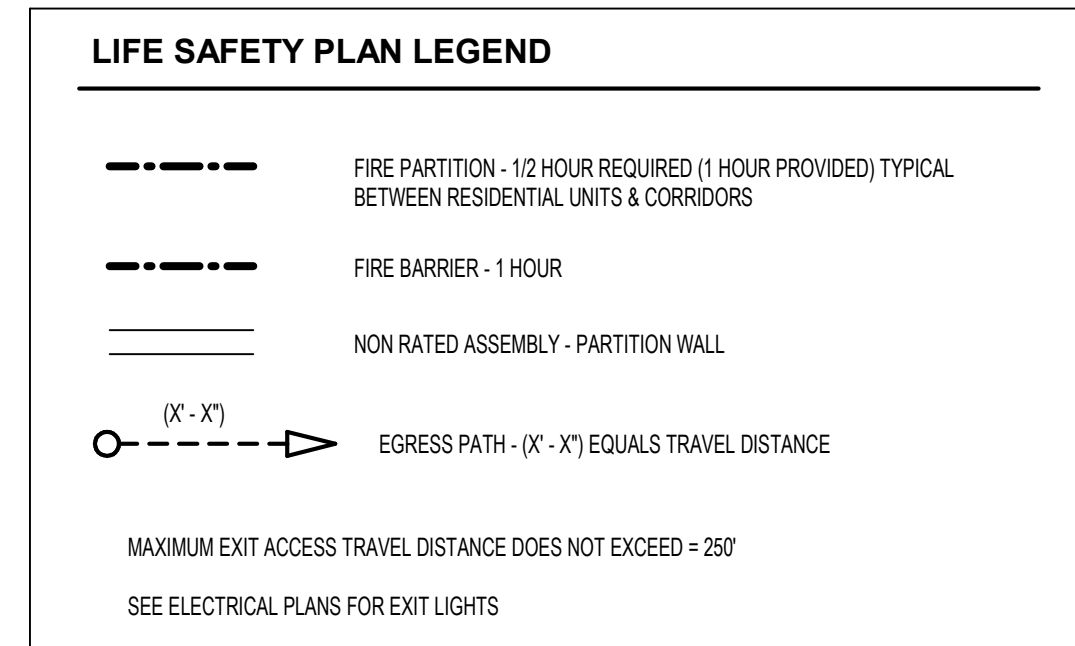 LIFE SAFETY PLAN LEGEND
FIRE PARTITION - 1/2 HOUR REQUIRED (1 HOUR PROVIDED) TYPICAL
BETWEEN RESIDENTIAL UNITS & CORRIDORS
FIRE BARRIER - 1 HOUR
NON RATED ASSEMBLY - PARTITION WALL
(X' - X")
EGRESS PATH - (X' - X") EQUALS TRAVEL DISTANCE
MAXIMUM EXIT ACCESS TRAVEL DISTANCE DOES NOT EXCEED = 250'
SEE ELECTRICAL PLANS FOR EXIT LIGHTS